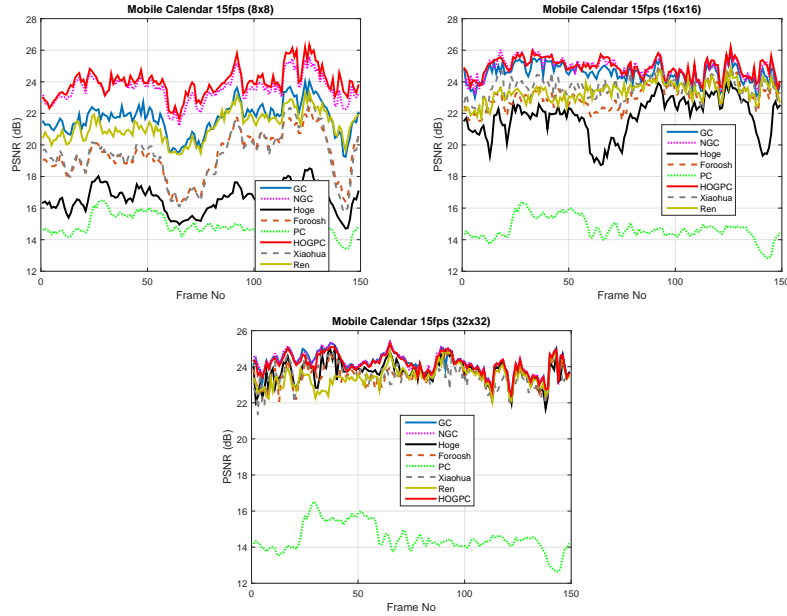 Mobile Calendar 15fps (8x8)
28
26
24
22
20
18
16
14
12
PSNR (dB)
0
50
100
150
Frame No
GC
NGC
Hoge
Foroosh
PC
HOGPC
Xiaohua
Ren
Mobile Calendar 15fps (16x16)
28
26
24
22
20
18
16
14
12
PSNR (dB)
0
50
100
150
Frame No
GC
NGC
Hoge
Foroosh
PC
HOGPC
Xiaohua
Ren
Mobile Calendar 15fps (32x32)
26
24
22
20
18
16
14
12
PSNR (dB)
0
50
100
150
Frame No
GC
NGC
Hoge
Foroosh
PC
Xiaohua
Ren
HOGPC